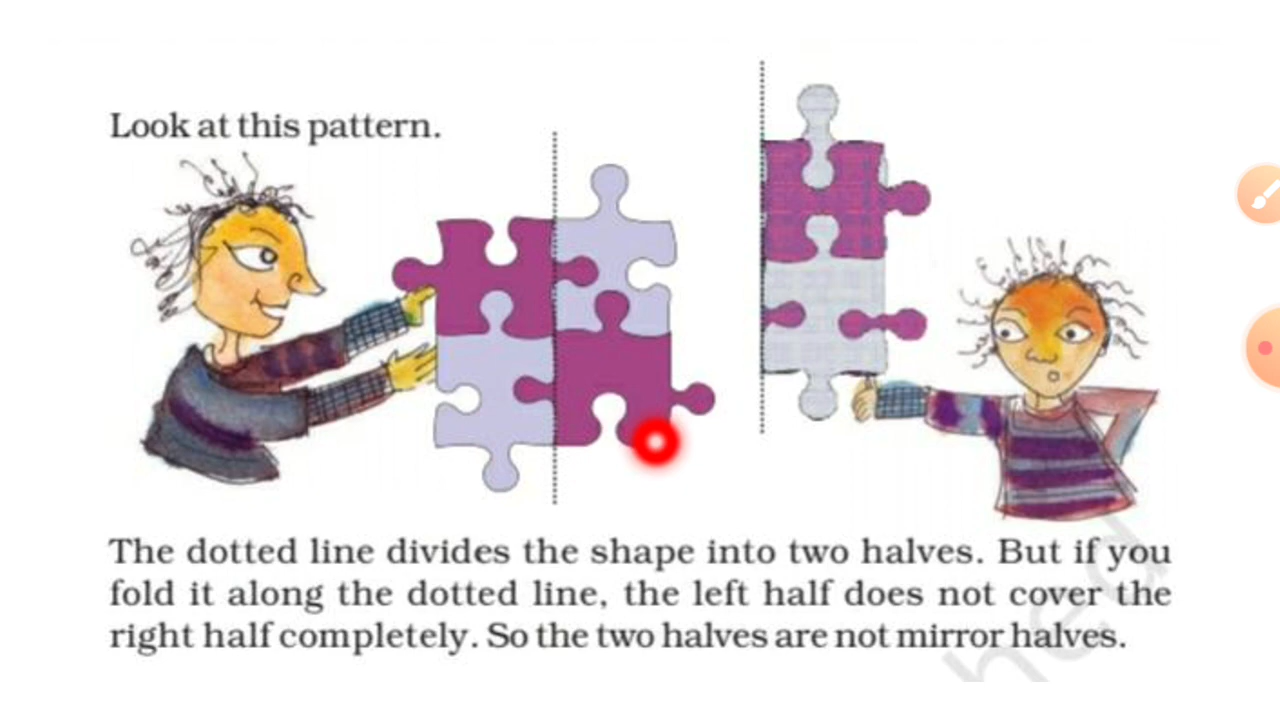 Look at this pattern.
The dotted line divides the shape into two halves. But if you
fold it along the dotted line, the left half does not cover the
right half completely. So the two halves are not mirror halves.
hed